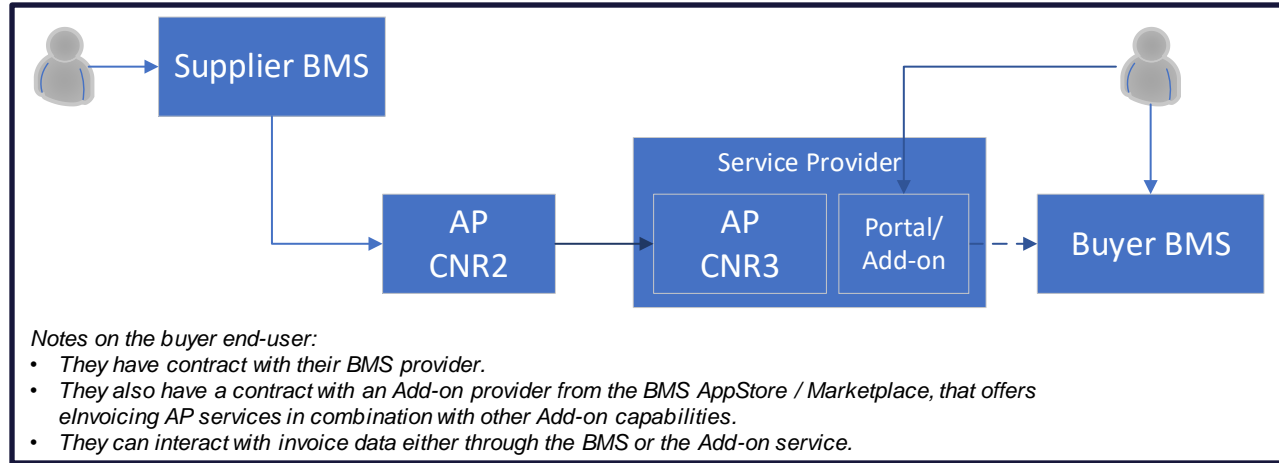 Supplier BMS
Service Provider
AP
CNR2
AP
CNR3
Portal/
Add-on
Buyer BMS
Notes on the buyer end-user:
• They have contract with their BMS provider.
• They also have a contract with an Add-on provider from the BMS AppStore / Marketplace, that offers
eInvoicing AP services in combination with other Add-on capabilities.
• They can interact with invoice data either through the BMS or the Add-on service.